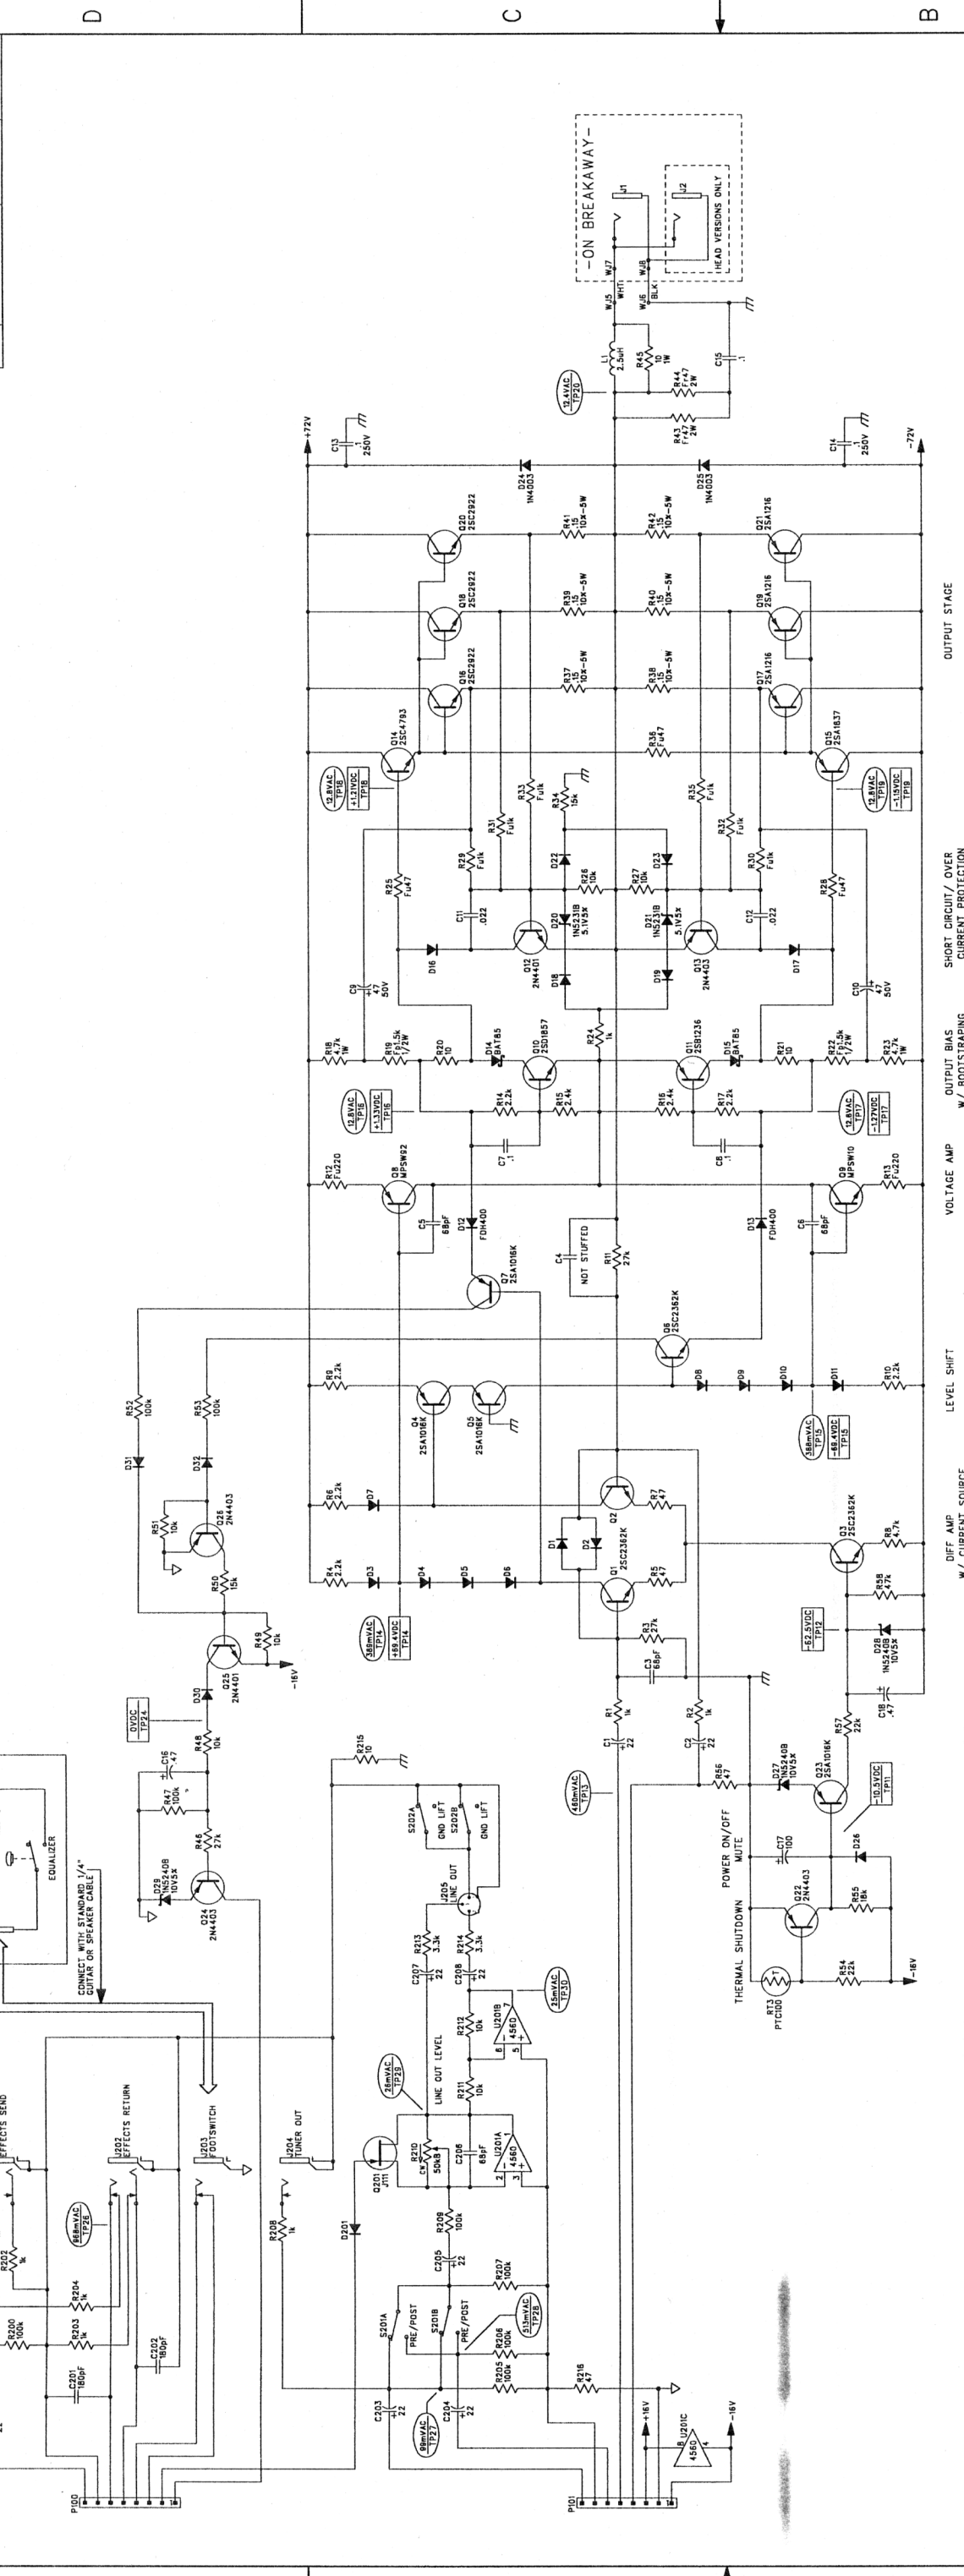 D
C
B
-ON BREAKAWAY-
J1
J2
HEAD VERSIONS ONLY
WJ7
WJ8
WJ5
WHT
WJ6
BLK
L1
2.5uH
R45
10
1W
C15
.1
R44
Fr47
2W
R43
Fr47
2W
12.4VAC
TP20
+72V
C13
.1
250V
D24
1N4003
D25
1N4003
C14
.1
250V
-72V
Q20
2SC2922
R41
.15
10%-5W
R42
.15
10%-5W
Q21
2SA1216
Q18
2SC2922
R39
.15
10%-5W
R40
.15
10%-5W
Q19
2SA1216
Q16
2SC2922
R37
.15
10%-5W
R38
.15
10%-5W
Q17
2SA1216
OUTPUT STAGE
Q14
2SC4793
R36
Fu47
Q15
2SA1637
12.8VAC
TP18
+1.21VDC
TP18
12.8VAC
TP19
-1.15VDC
TP19
R33
Fu1k
R34
15k
R35
Fu1k
R31
Fu1k
R32
Fu1k
R25
Fu47
R29
Fu1k
D22
R26
10k
R27
10k
D23
R30
Fu1k
R28
Fu47
C11
.022
D20
1N5231B
5.1V5%
D21
1N5231B
5.1V5%
C12
.022
D16
Q12
2N4401
Q13
2N4403
D17
D18
D19
SHORT CIRCUIT/ OVER
CURRENT PROTECTION
C9
47
50V
C10
47
50V
R18
4.7k
1W
R19
Fp1.5k
1/2W
R20
10
D14
BAT85
Q10
2SD1857
R24
1k
Q11
2SB1236
D15
BAT85
R21
10
R22
Fp1.5k
1/2W
R23
4.7k
1W
OUTPUT BIAS
W/ BOOTSTRAPING
12.8VAC
TP16
+1.33VDC
TP16
R14
2.2k
R15
2.4k
R16
2.4k
R17
2.2k
12.8VAC
TP17
-1.27VDC
TP17
C7
.1
C8
.1
R12
Fu220
Q8
MPSW92
Q9
MPSW10
R13
Fu220
VOLTAGE AMP
C5
68pF
D12
FDH400
C4
NOT STUFFED
R11
27k
D13
FDH400
C6
68pF
Q7
2SA1016K
Q6
2SC2362K
R52
100k
R53
100k
D31
D32
R9
2.2k
Q4
2SA1016K
Q5
2SA1016K
D8
D9
D10
D11
R10
2.2k
LEVEL SHIFT
388mVAC
TP15
-69.4VDC
TP15
R51
10k
Q26
2N4403
R50
15k
R6
2.2k
D7
D1
D2
Q2
R7
47
Q3
2SC2362K
R8
4.7k
DIFF AMP
W/ CURRENT SOURCE
R4
2.2k
D3
D4
D5
D6
2SC2362K
Q1
R5
47
R58
47k
389mVAC
TP14
+69.4VDC
TP14
R3
27k
C3
68pF
-62.5VDC
TP12
D28
1N5240B
10V5%
C18
.47
R49
10k
Q25
2N4401
-16V
D30
0VDC
TP24
R48
10k
C16
.47
R47
100k
R46
27k
D29
1N5240B
10V5%
Q24
2N4403
R215
10
R1
1k
C1
22
R2
1k
C2
22
R57
22k
460mVAC
TP13
R56
47
D27
1N5240B
10V5%
Q23
2SA1016K
-10.5VDC
TP11
POWER ON/OFF
MUTE
C17
100
D26
Q22
2N4403
R55
18k
THERMAL SHUTDOWN
RT3
PTC100
T
R54
22k
-16V
EQUALIZER
CONNECT WITH STANDARD 1/4"
GUITAR OR SPEAKER CABLE
S202A
GND LIFT
S202B
GND LIFT
J205
LINE OUT
R213
3.3k
R214
3.3k
C207
22
C208
22
25mVAC
TP30
U201B
4560
6
5
7
R212
10k
R211
10k
LINE OUT LEVEL
26mVAC
TP29
EFFECTS SEND
J202
EFFECTS RETURN
J203
FOOTSWITCH
J204
TUNER OUT
Q201
J111
R210
50kB
CW
C206
68pF
U201A
4560
2
3
1
968mVAC
TP26
R208
1k
D201
R209
100k
C205
22
R202
1k
R204
1k
R200
100k
R203
1k
C201
180pF
C202
180pF
S201A
PRE/POST
S201B
PRE/POST
R207
100k
513mVAC
TP28
R206
100k
R205
100k
R216
47
C203
22
C204
22
99mVAC
TP27
+16V
-16V
U201C
4560
8
4
P100
1
P101
1